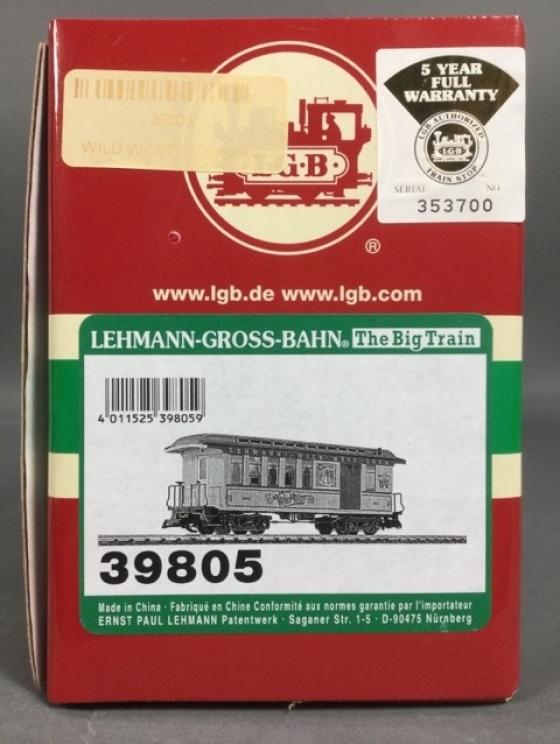 39805
WILD WEST
L·G·B·
®
5 YEAR
FULL
WARRANTY
LGB AUTHORIZED
LGB
TRAIN STOP
SERIAL NO.
353700
www.lgb.de www.lgb.com
LEHMANN-GROSS-BAHN® The Big Train
4 011525 398059
39805
Made in China · Fabriqué en Chine Conformité aux normes garantie par l'importateur
ERNST PAUL LEHMANN Patentwerk · Saganer Str. 1-5 · D-90475 Nürnberg